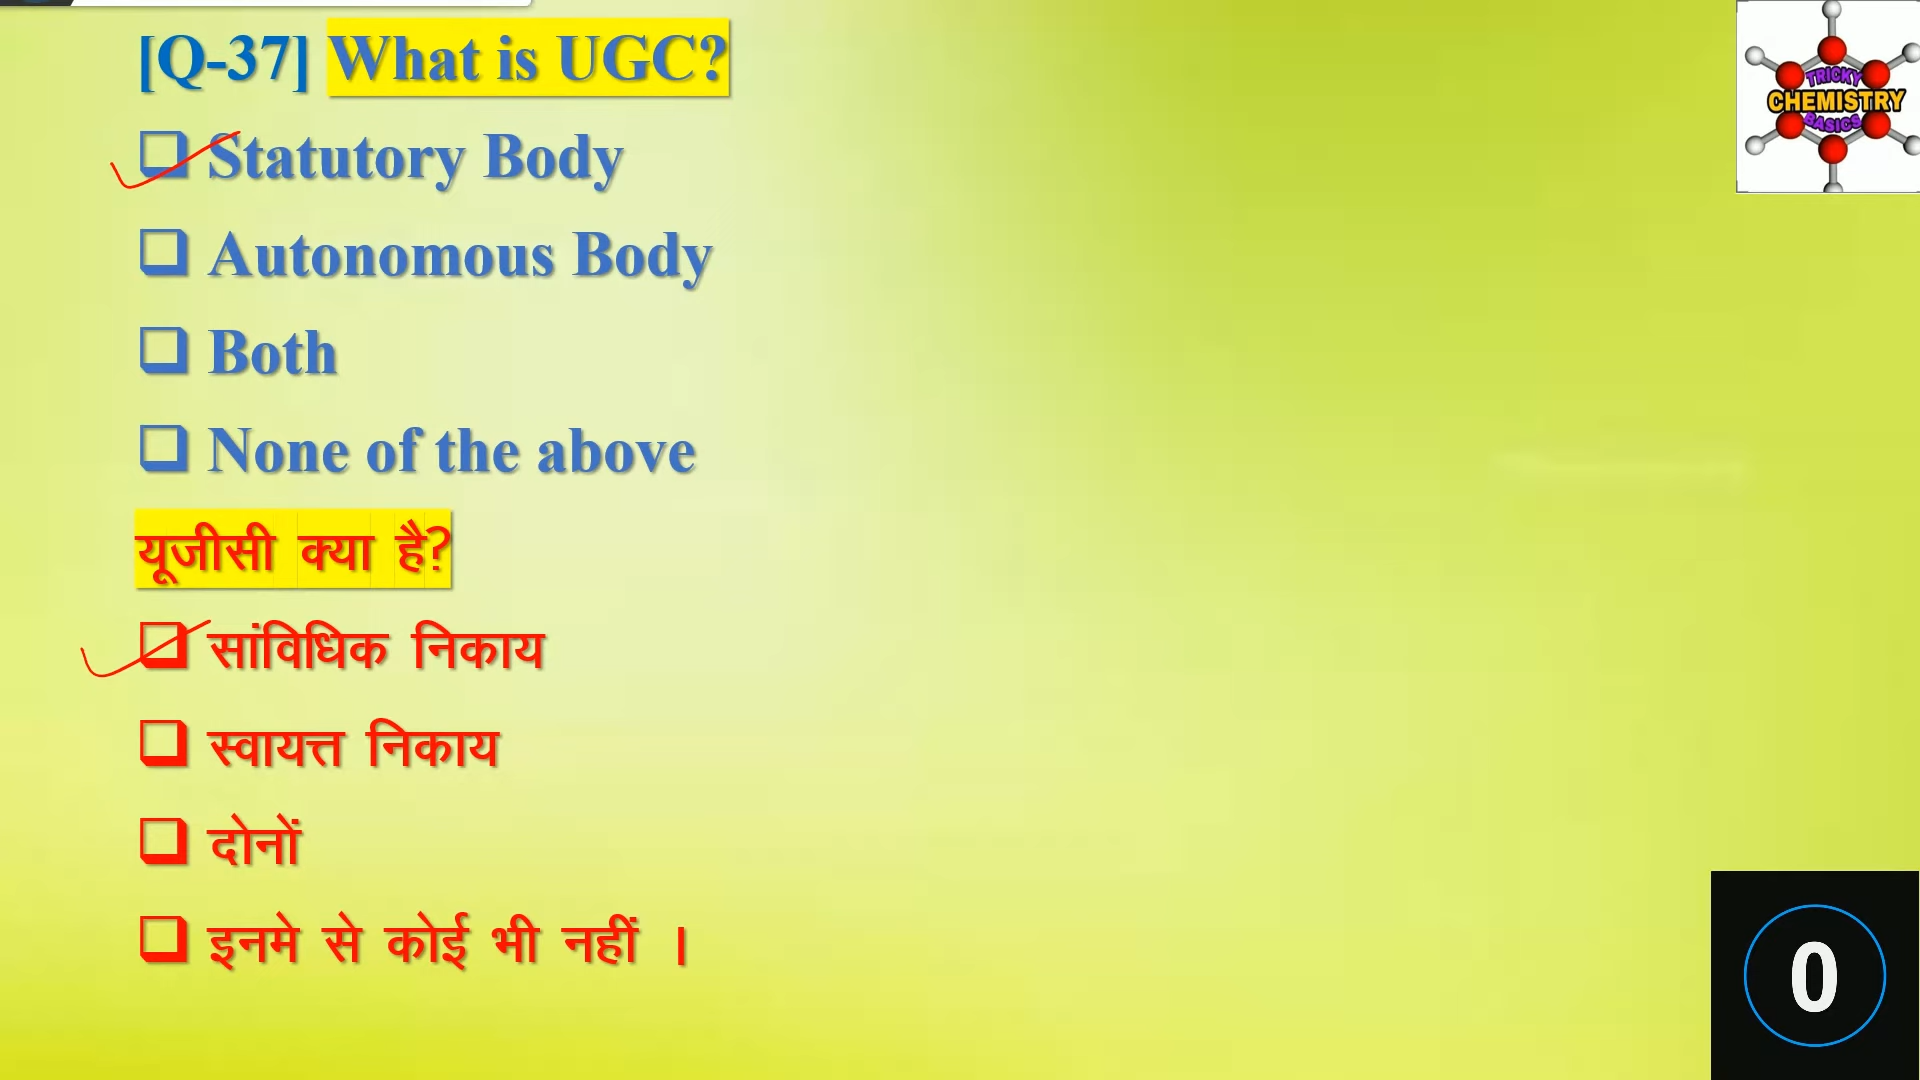 [Q-37] What is UGC?
Statutory Body
Autonomous Body
Both
None of the above
यूजीसी क्या है?
सांविधिक निकाय
स्वायत्त निकाय
दोनों
इनमे से कोई भी नहीं ।
TRICKY
CHEMISTRY
BASICS
0